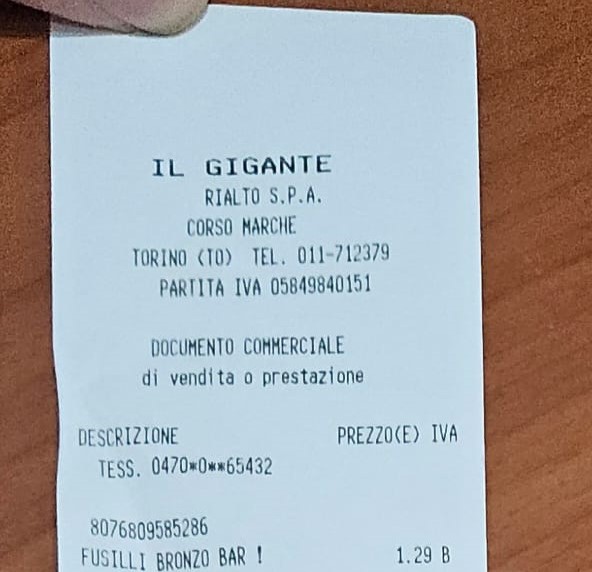 IL GIGANTE
RIALTO S.P.A.
CORSO MARCHE
TORINO (TO) TEL. 011-712379
PARTITA IVA 05849840151
DOCUMENTO COMMERCIALE
di vendita o prestazione
DESCRIZIONE PREZZO(E) IVA
TESS. 0470*0**65432
8076809585286
FUSILLI BRONZO BAR ! 1.29 B